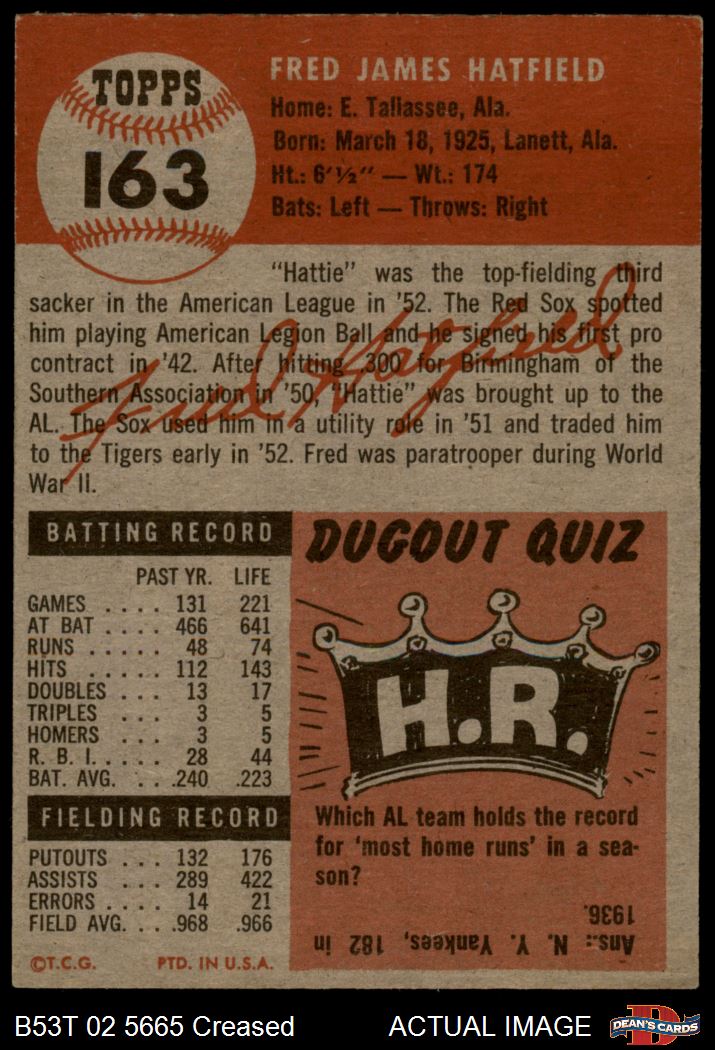 TOPPS
163
FRED JAMES HATFIELD
Home: E. Tallassee, Ala.
Born: March 18, 1925, Lanett, Ala.
Ht.: 6'½" — Wt.: 174
Bats: Left — Throws: Right
"Hattie" was the top-fielding third
sacker in the American League in '52. The Red Sox spotted
him playing American Legion Ball and he signed his first pro
contract in '42. After hitting .300 for Birmingham of the
Southern Association in '50, "Hattie" was brought up to the
AL. The Sox used him in a utility role in '51 and traded him
to the Tigers early in '52. Fred was paratrooper during World
War II.
Fred Hatfield
BATTING RECORD
PAST YR. LIFE
GAMES . . . . 131 221
AT BAT . . . . 466 641
RUNS . . . . . 48 74
HITS . . . . . 112 143
DOUBLES . . . 13 17
TRIPLES . . . 3 5
HOMERS . . . 3 5
R. B. I. . . . . 28 44
BAT. AVG. . . .240 .223
FIELDING RECORD
PUTOUTS . . . 132 176
ASSISTS . . . 289 422
ERRORS . . . . 14 21
FIELD AVG. . . .968 .966
©T.C.G. PTD. IN U.S.A.
DUGOUT QUIZ
H.R.
Which AL team holds the record
for 'most home runs' in a sea-
son?
Ans.: N. Y. Yankees, 182 in
1936.
B53T 02 5665 Creased ACTUAL IMAGE
D
DEAN'S CARDS